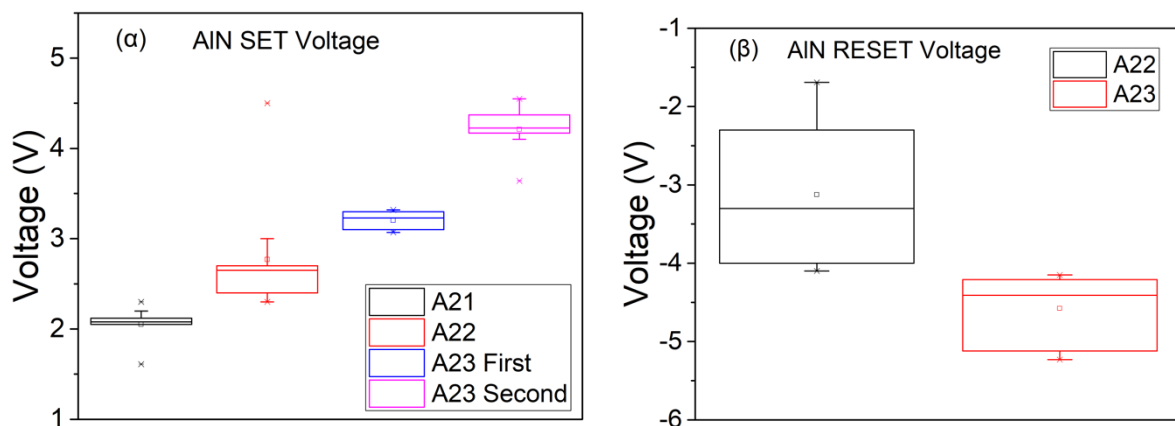 (α) AlN SET Voltage
Voltage (V)
5
4
3
2
1
A21
A22
A23 First
A23 Second
(β) AlN RESET Voltage
Voltage (V)
-1
-2
-3
-4
-5
-6
A22
A23